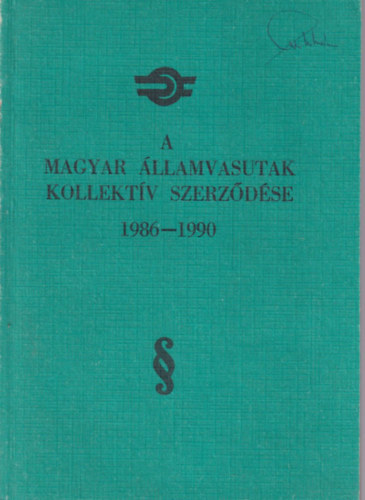 A
MAGYAR ÁLLAMVASUTAK
KOLLEKTÍV SZERZŐDÉSE
1986—1990
§